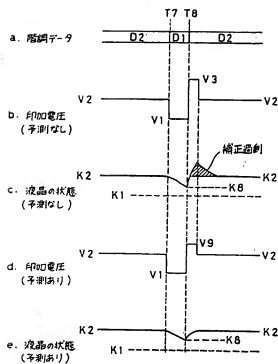 T7 T8
a. 階調データ D2 D1 D2
V3
V2 V2
b. 印加電圧
(予測なし)
V1
補正過剰
K2 K2
K8
c. 液晶の状態
(予測なし)
K1
V9
V2 V2
d. 印加電圧
(予測あり)
V1
K2 K2
K8
e. 液晶の状態
(予測あり)
K1